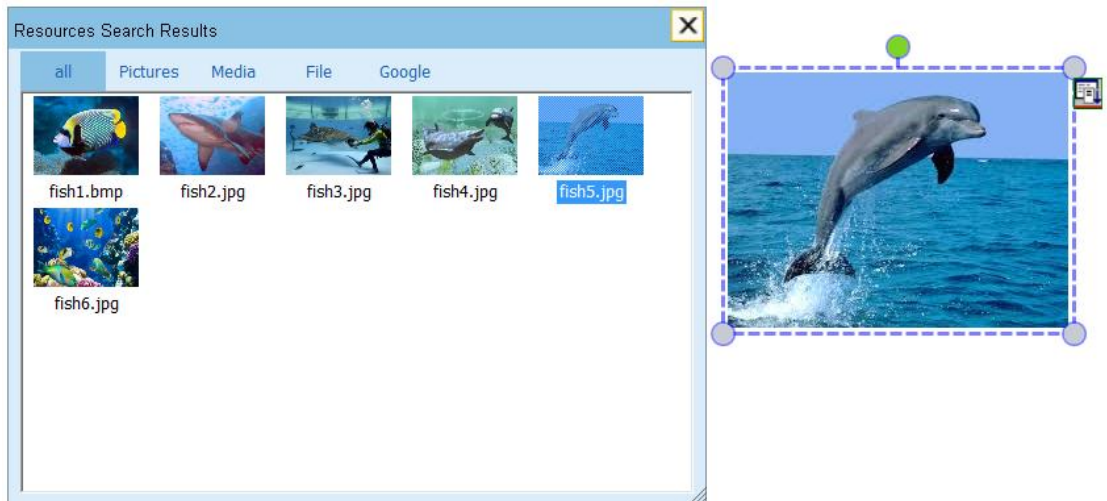 Resources Search Results
all Pictures Media File Google
fish1.bmp fish2.jpg fish3.jpg fish4.jpg fish5.jpg
fish6.jpg